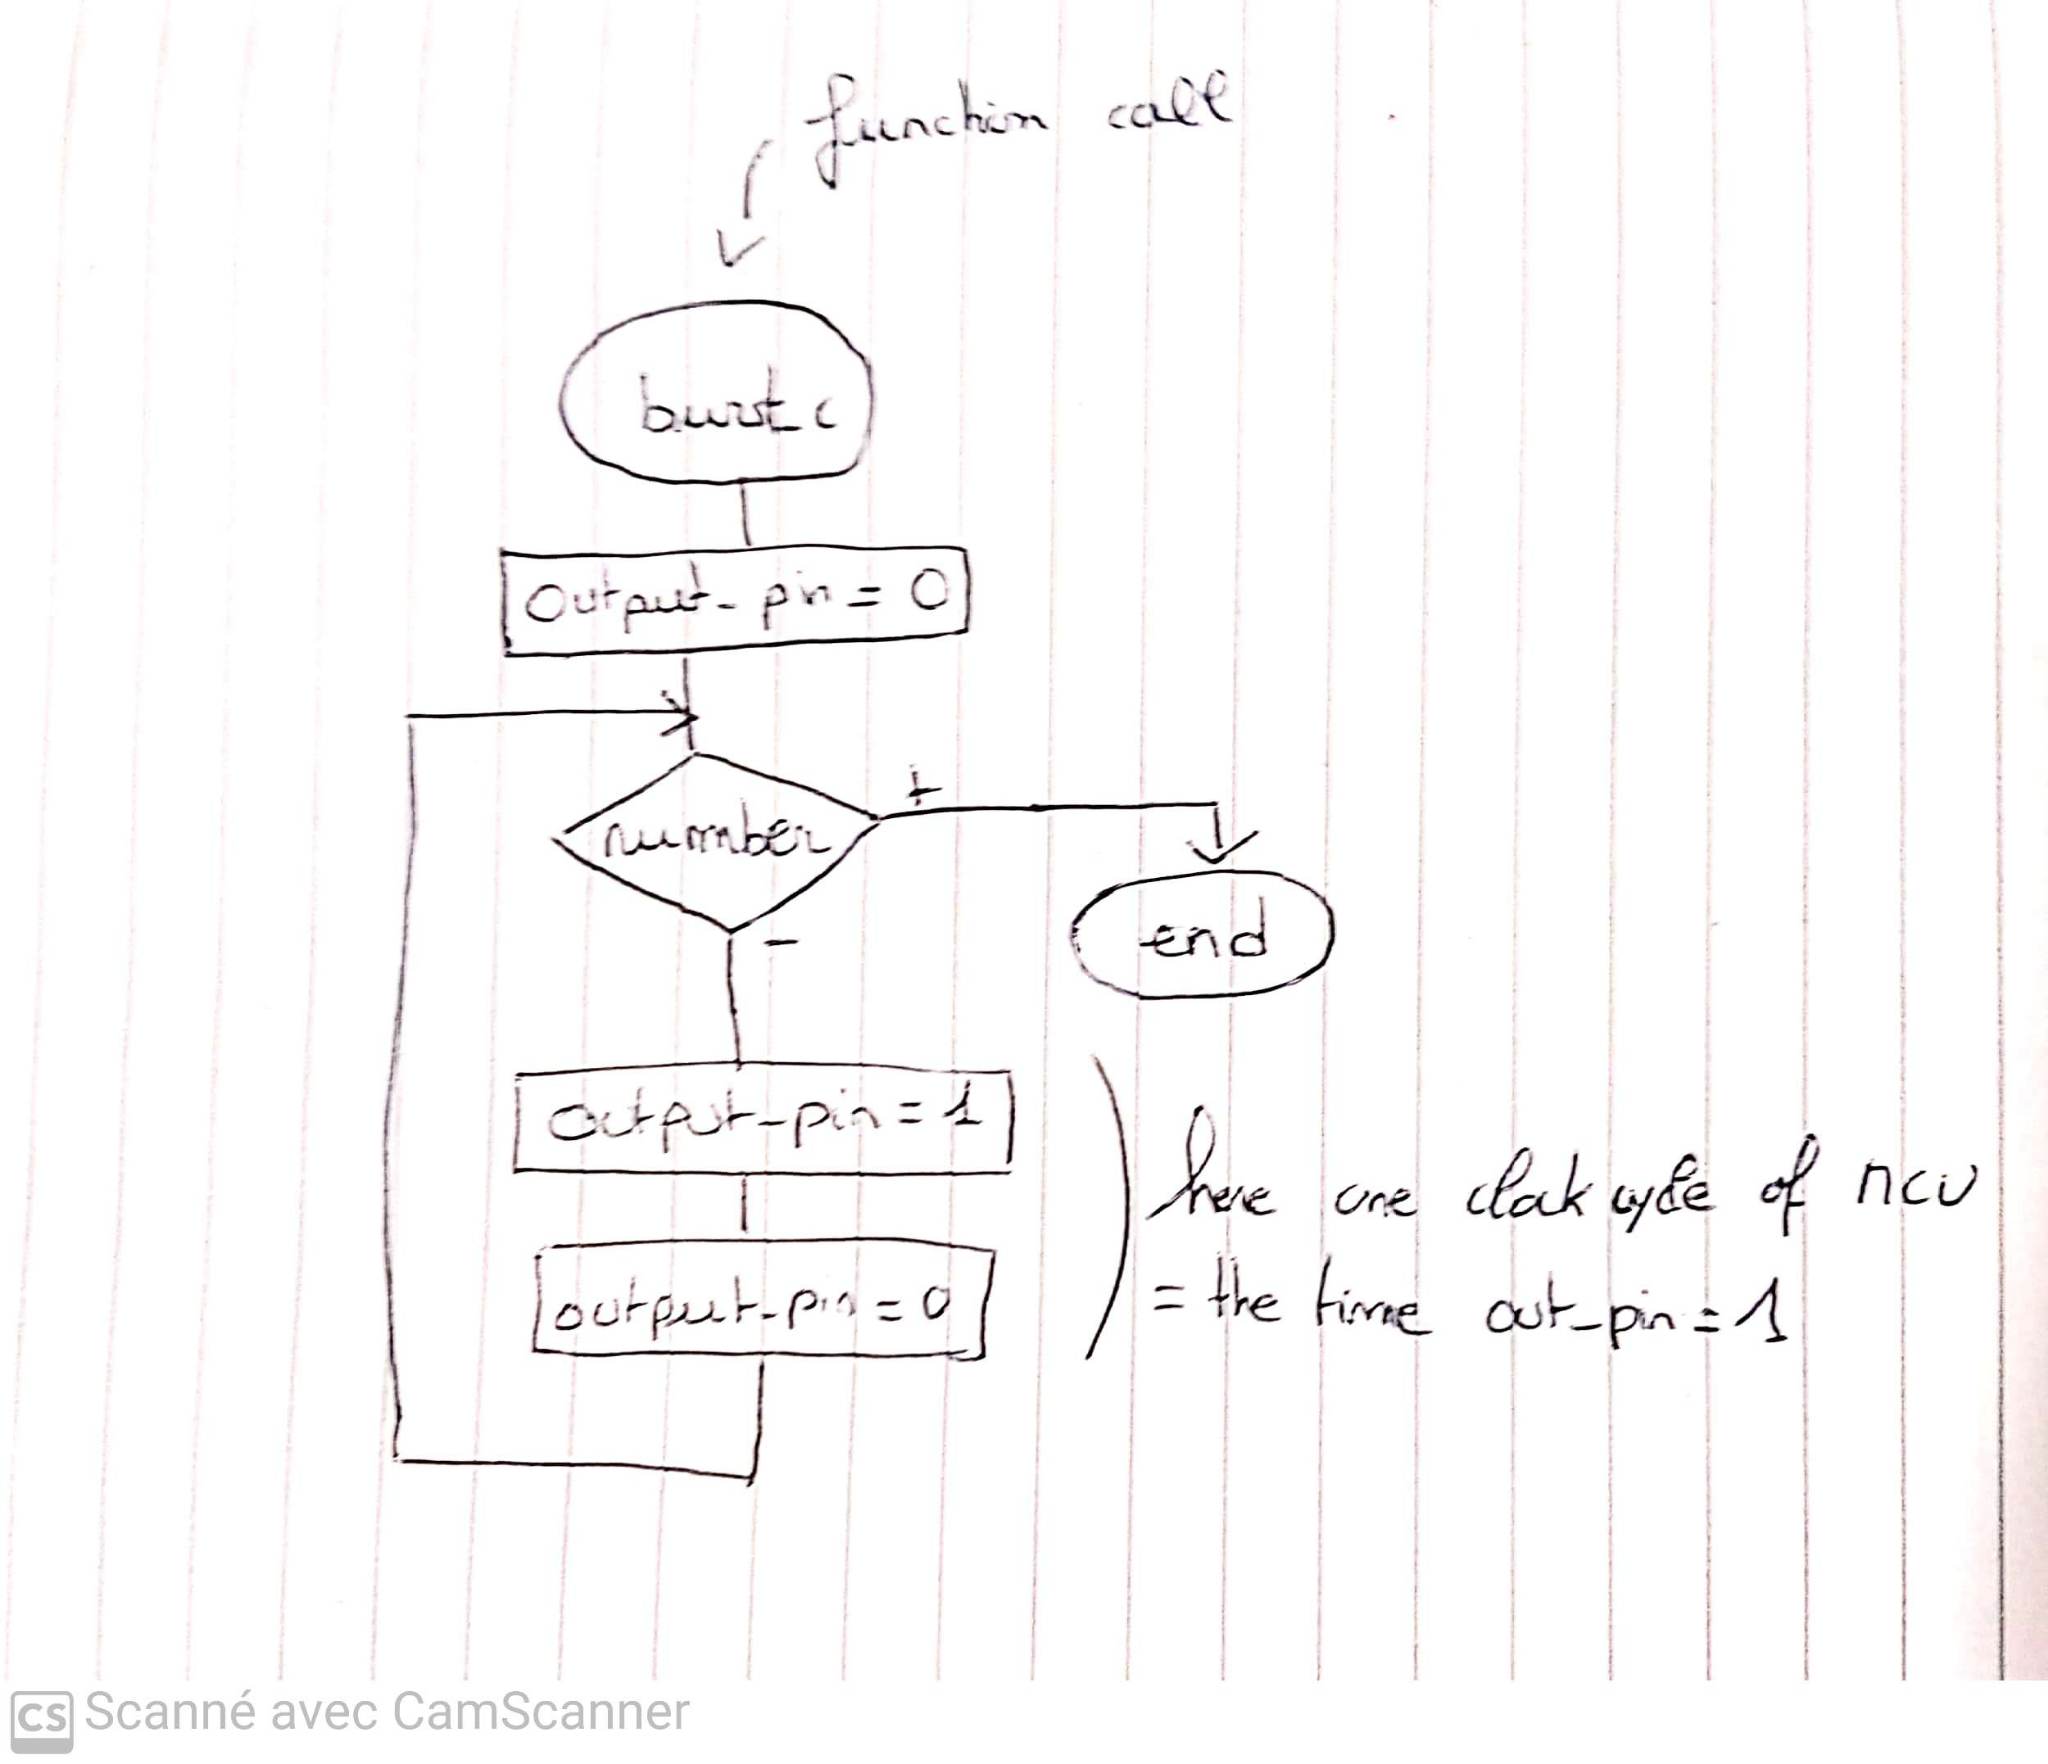 function call
burst_c
Output_pin = 0
number
+
end
-
output_pin = 1
here one clock cycle of MCU
output_pin = 0
= the time out_pin = 1
CS Scanné avec CamScanner